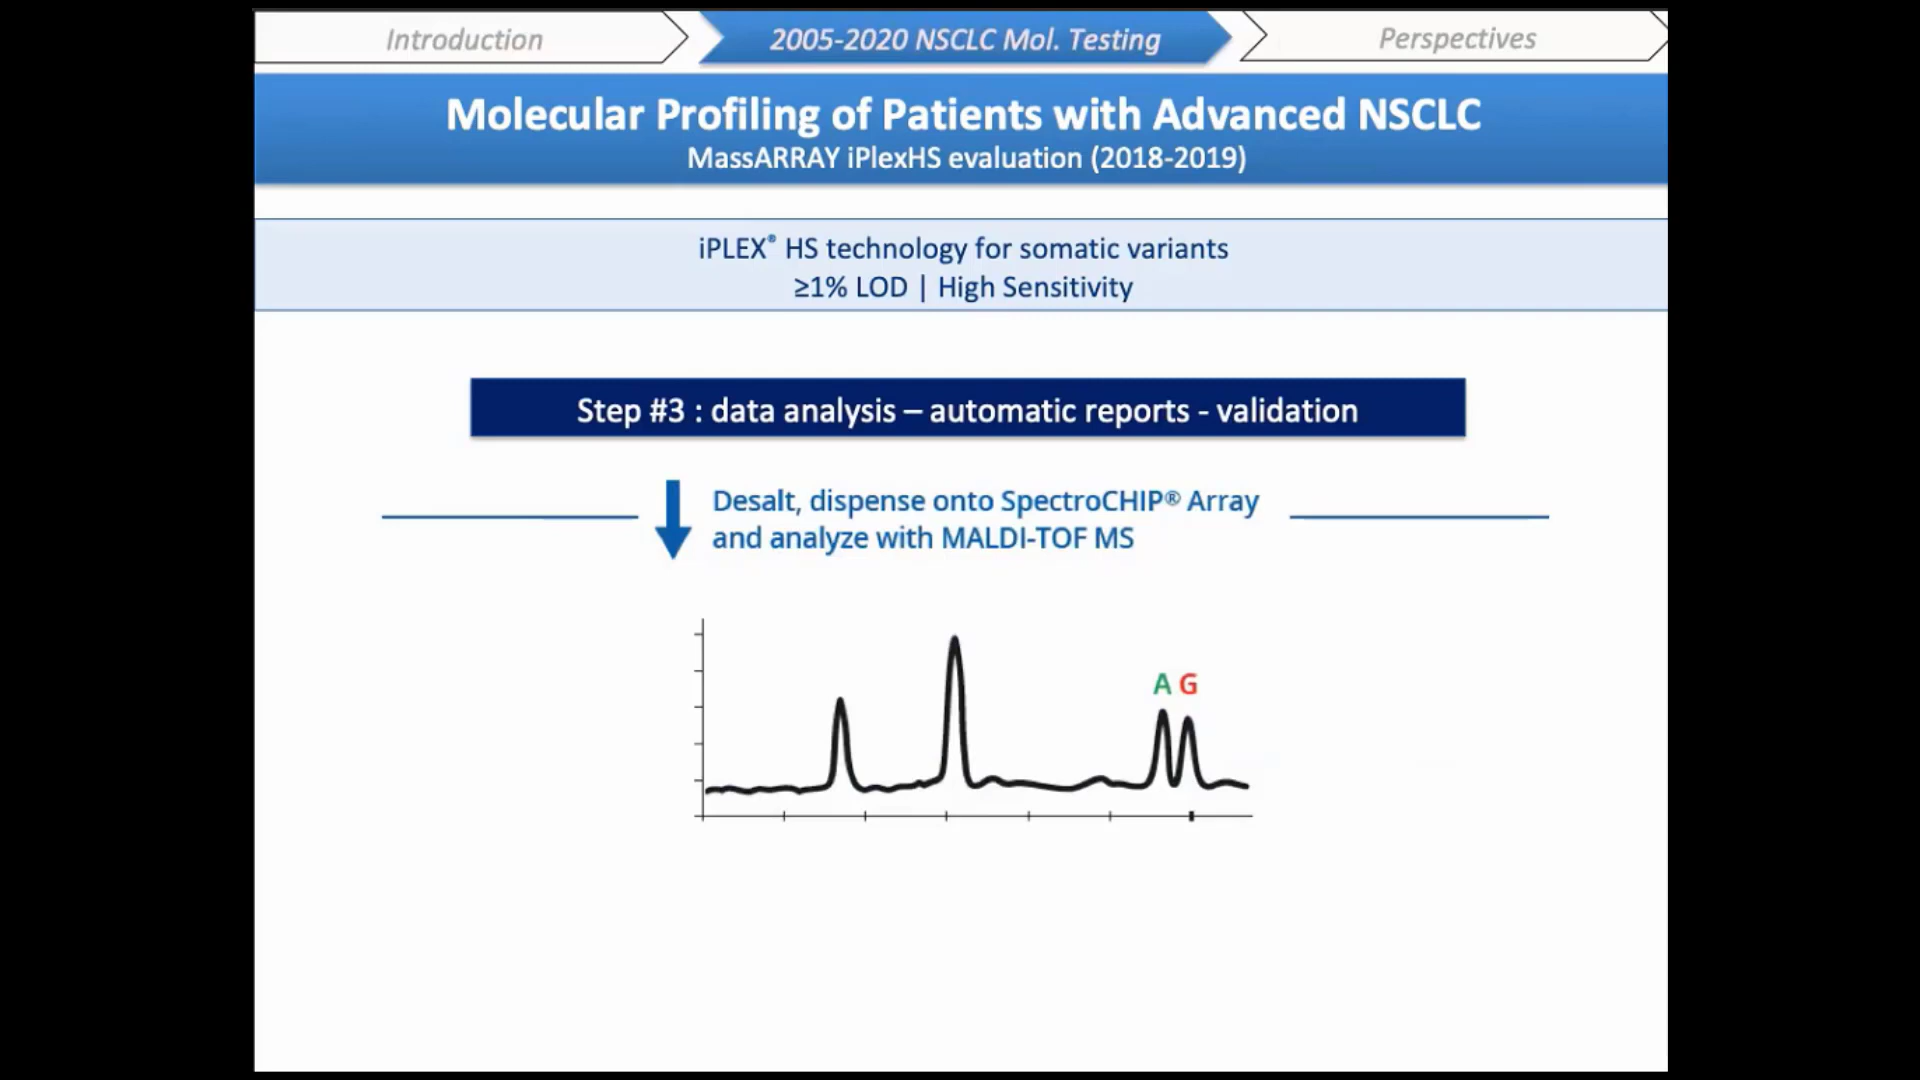 Introduction
2005-2020 NSCLC Mol. Testing
Perspectives
Molecular Profiling of Patients with Advanced NSCLC
MassARRAY iPlexHS evaluation (2018-2019)
iPLEX® HS technology for somatic variants
≥1% LOD | High Sensitivity
Step #3 : data analysis – automatic reports - validation
Desalt, dispense onto SpectroCHIP® Array
and analyze with MALDI-TOF MS
A G